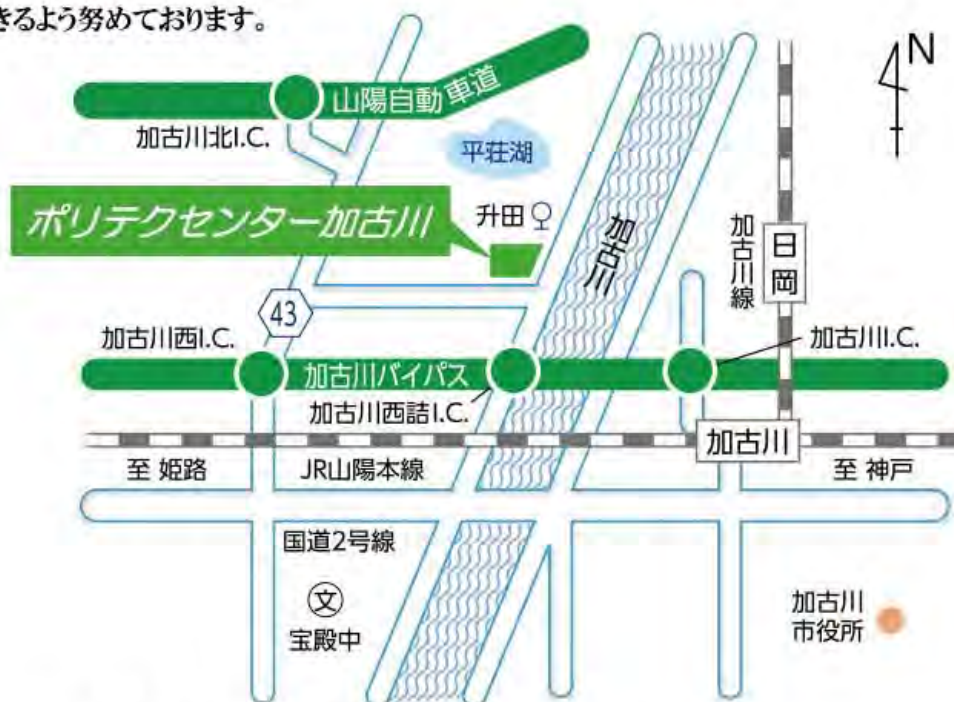 きるよう努めております。
N
山陽自動車道
加古川北I.C.
平荘湖
ポリテクセンター加古川
升田
加古川
加古川線
日岡
43
加古川西I.C.
加古川I.C.
加古川バイパス
加古川西詰I.C.
加古川
至 姫路
JR山陽本線
至 神戸
国道2号線
文
宝殿中
加古川
市役所